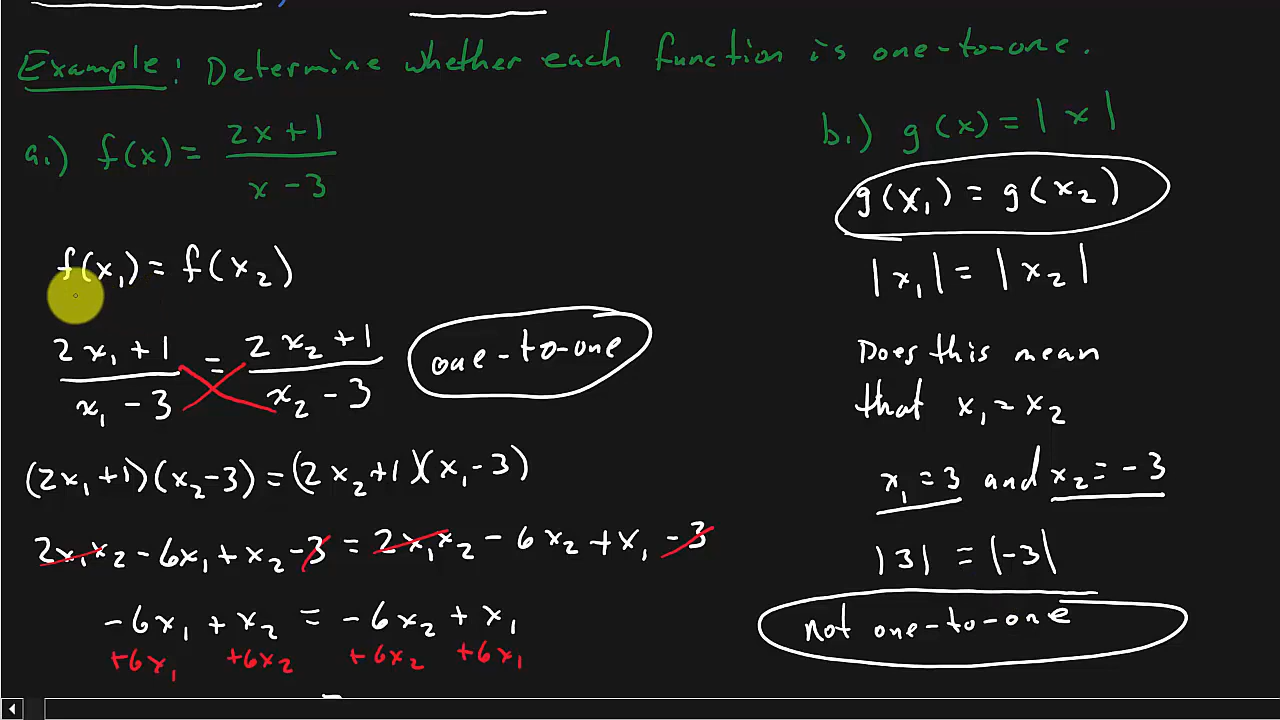 Example: Determine whether each function is one-to-one.
a.) f(x) = (2x+1)/(x-3)
f(x₁) = f(x₂)
(2x₁+1)/(x₁-3) = (2x₂+1)/(x₂-3)
one-to-one
(2x₁+1)(x₂-3) = (2x₂+1)(x₁-3)
2x₁x₂ - 6x₁ + x₂ - 3 = 2x₁x₂ - 6x₂ + x₁ - 3
-6x₁ + x₂ = -6x₂ + x₁
+6x₁ +6x₂ +6x₂ +6x₁
b.) g(x) = |x|
g(x₁) = g(x₂)
|x₁| = |x₂|
Does this mean
that x₁ = x₂
x₁ = 3 and x₂ = -3
|3| = |-3|
not one-to-one